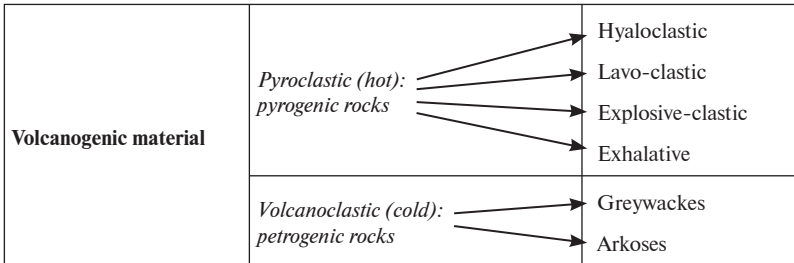 Volcanogenic material
Pyroclastic (hot):
pyrogenic rocks
Hyaloclastic
Lavo-clastic
Explosive-clastic
Exhalative
Volcanoclastic (cold):
petrogenic rocks
Greywackes
Arkoses